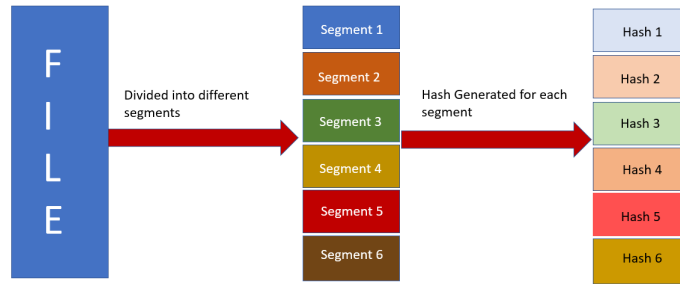 FILE
Divided into different
segments
Segment 1
Segment 2
Segment 3
Segment 4
Segment 5
Segment 6
Hash Generated for each
segment
Hash 1
Hash 2
Hash 3
Hash 4
Hash 5
Hash 6